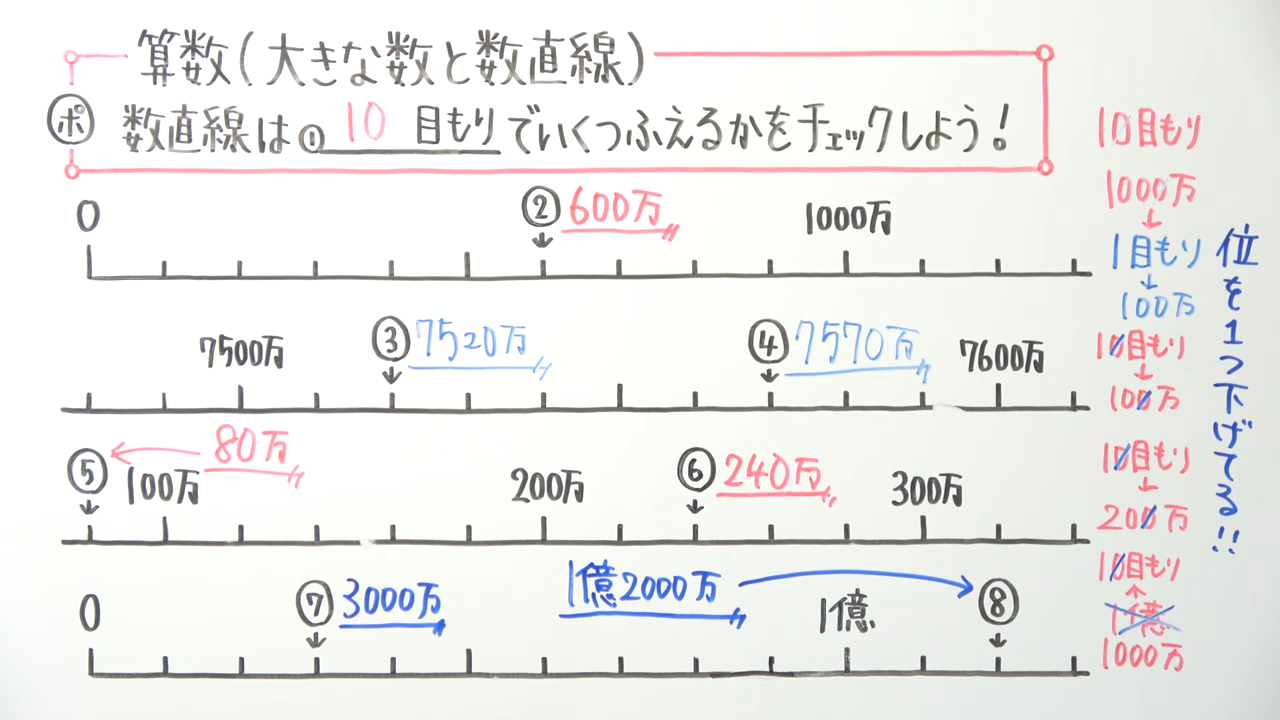 算数(大きな数と数直線)
ポ 数直線は① 10 目もりでいくつふえるかをチェックしよう!
0 ② 600万 1000万
7500万 ③ 7520万 ④ 7570万 7600万
⑤ 80万 100万 200万 ⑥ 240万 300万
0 ⑦ 3000万 1億2000万 1億 ⑧
10目もり
1000万
↓
1目もり
↓
100万
10目もり
↓
100万
10目もり
↓
200万
10目もり
↑
1億
1000万
位を1つ下げてる!!